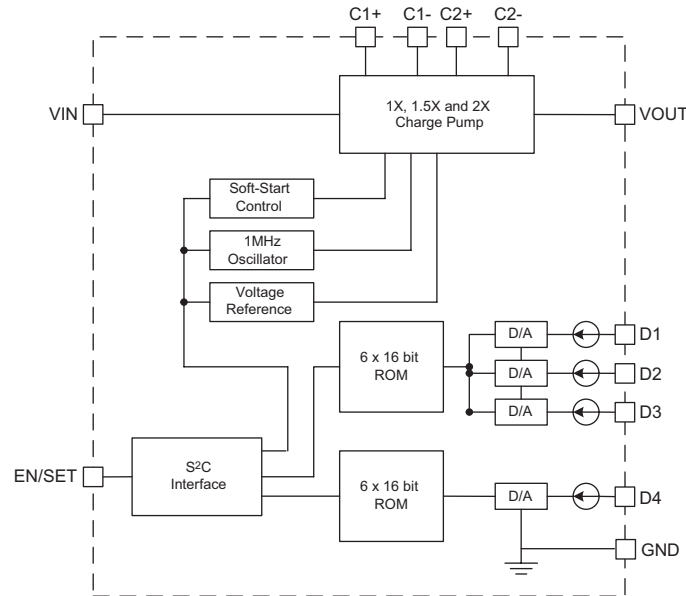 C1+ C1- C2+ C2-
VIN
1X, 1.5X and 2X
Charge Pump
VOUT
Soft-Start
Control
1MHz
Oscillator
Voltage
Reference
6 x 16 bit
ROM
D/A
D1
D/A
D2
D/A
D3
EN/SET
S²C
Interface
6 x 16 bit
ROM
D/A
D4
GND